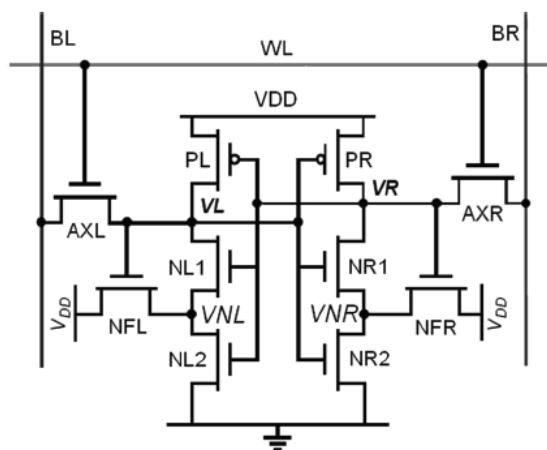 BL
WL
BR
VDD
PL
PR
VL
VR
AXL
AXR
NL1
NR1
VDD
NFL
VNL
VNR
NFR
VDD
NL2
NR2